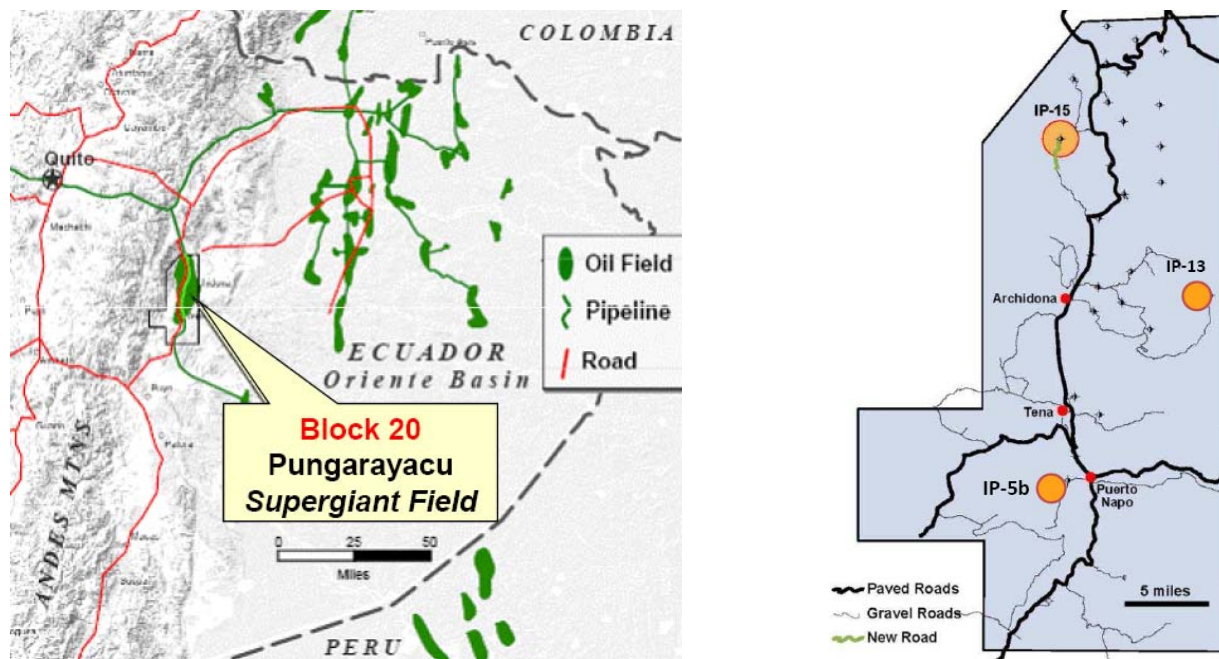 COLOMBIA
Quito
Machachi
ECUADOR
Oriente Basin
Oil Field
Pipeline
Road
Block 20
Pungarayacu
Supergiant Field
0 25 50
Miles
ANDES MTNS
PERU
IP-15
IP-13
Archidona
Tena
IP-5b
Puerto
Napo
Paved Roads
Gravel Roads
New Road
5 miles